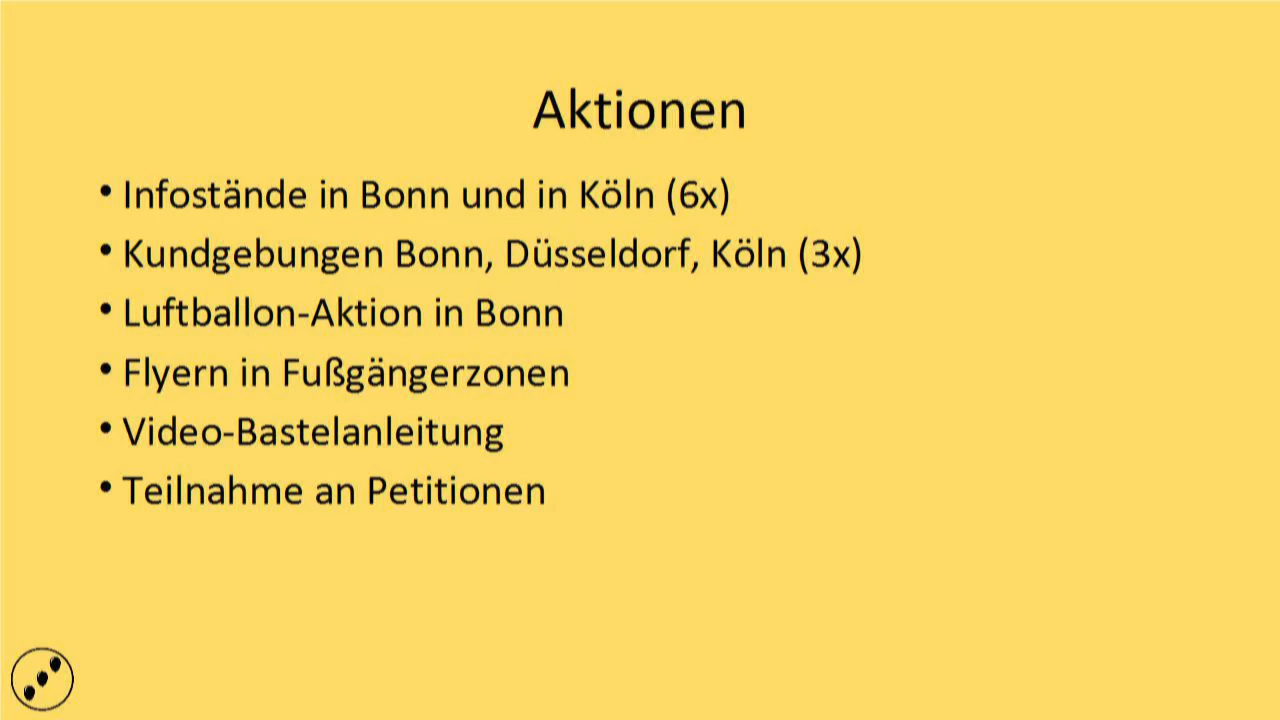 Aktionen
• Infostände in Bonn und in Köln (6x)
• Kundgebungen Bonn, Düsseldorf, Köln (3x)
• Luftballon-Aktion in Bonn
• Flyern in Fußgängerzonen
• Video-Bastelanleitung
• Teilnahme an Petitionen